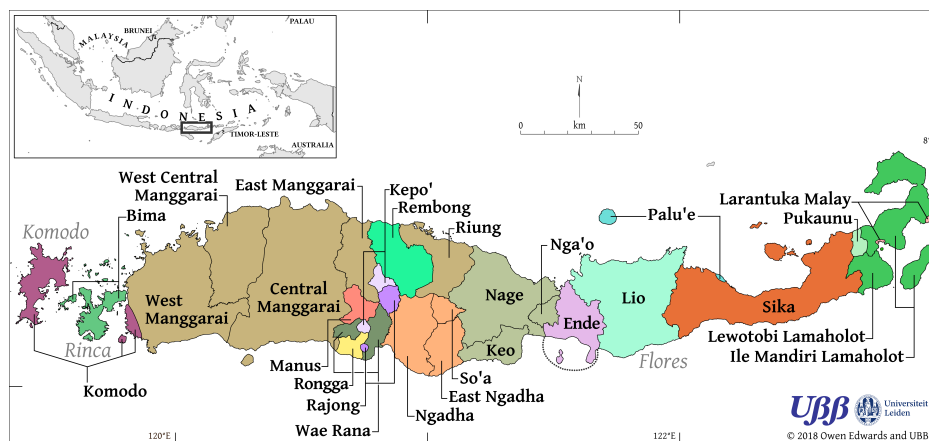 PALAU
BRUNEI
MALAYSIA
INDONESIA
TIMOR-LESTE
AUSTRALIA
N
0 50
km
8°
West Central
Manggarai
East Manggarai
Kepo'
Rembong
Riung
Bima
Komodo
Larantuka Malay
Pukaunu
Palu'e
Nga'o
West
Manggarai
Central
Manggarai
Nage
Lio
Ende
Sika
Keo
Rinca
Flores
Lewotobi Lamaholot
Ile Mandiri Lamaholot
Komodo
Manus
Rongga
Rajong
Wae Rana
So'a
East Ngadha
Ngadha
120°E
122°E
UBB
Universiteit
Leiden
© 2018 Owen Edwards and UBB